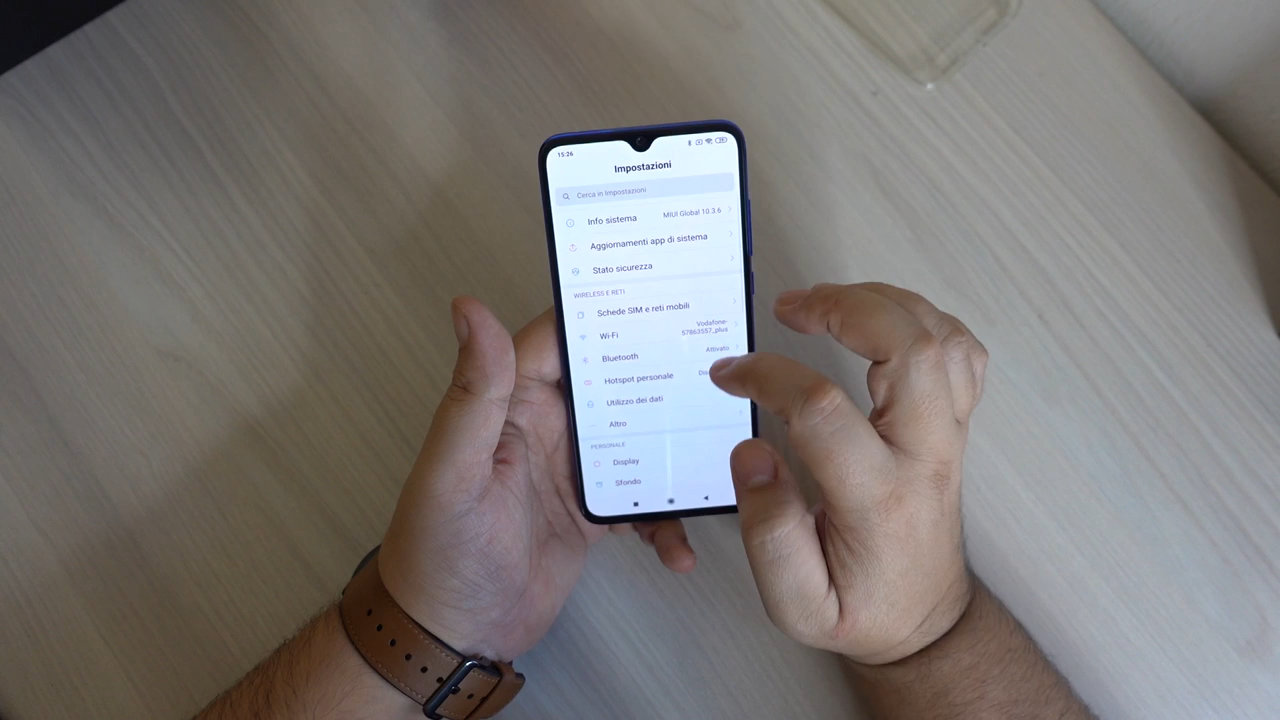 15:26
Impostazioni
Cerca in Impostazioni
Info sistema MIUI Global 10.3.6
Aggiornamenti app di sistema
Stato sicurezza
WIRELESS E RETI
Schede SIM e reti mobili
Wi-Fi Vodafone-
57863557_plus
Bluetooth Attivato
Hotspot personale
Utilizzo dei dati
Altro
PERSONALE
Display
Sfondo